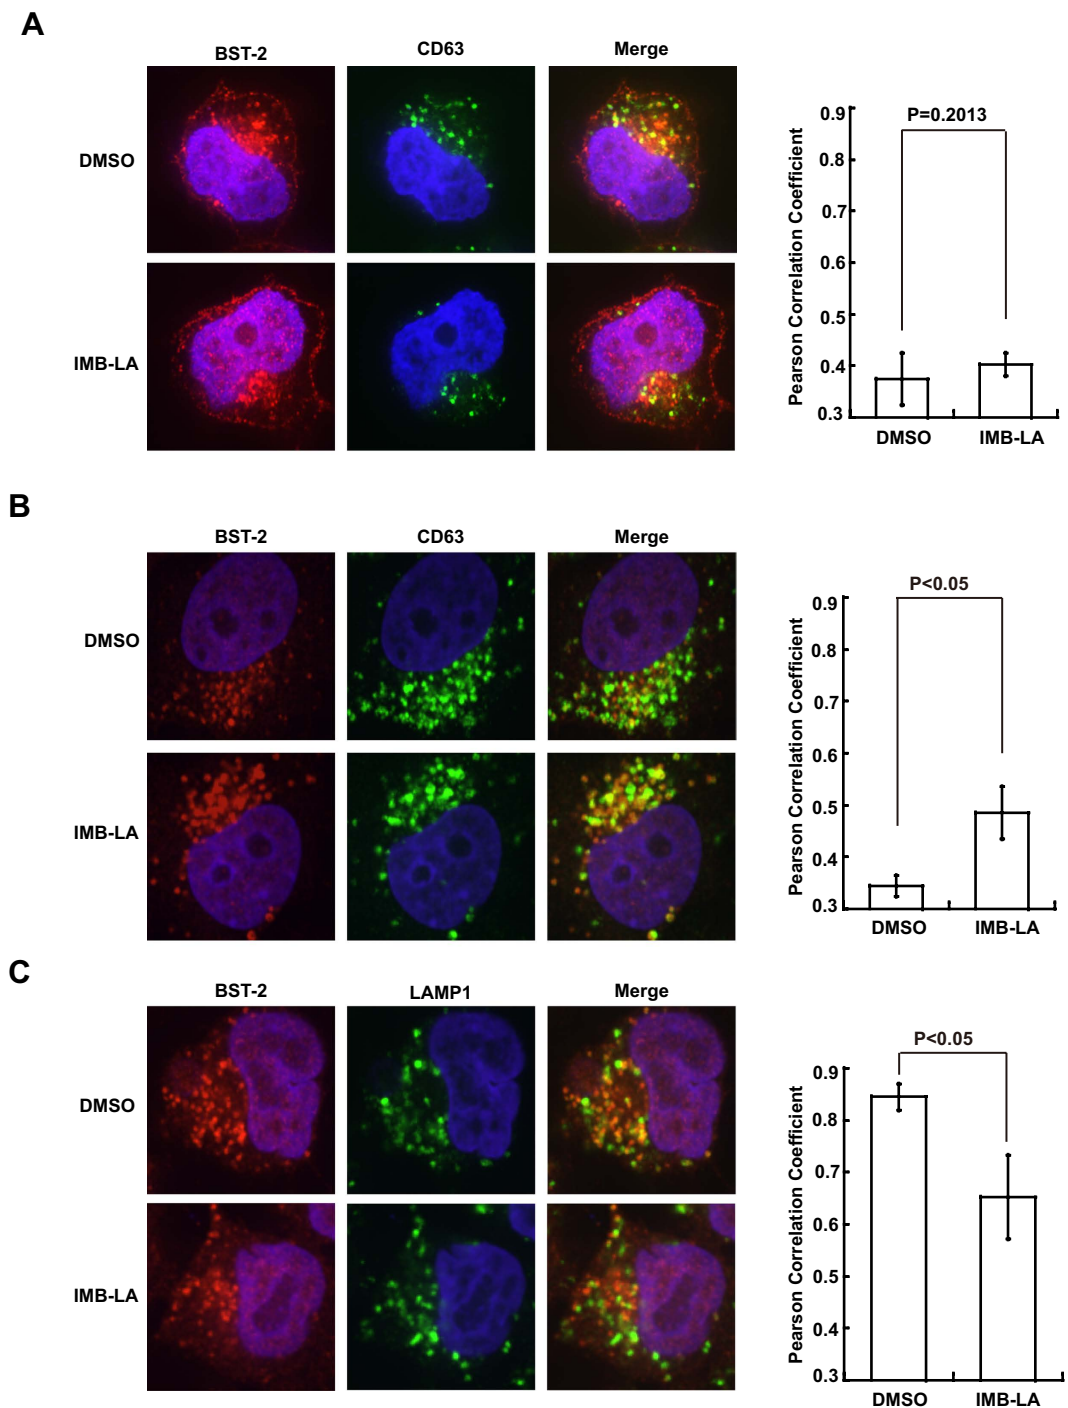 A
BST-2 CD63 Merge
DMSO
IMB-LA
P=0.2013
Pearson Correlation Coefficient
0.9
0.8
0.7
0.6
0.5
0.4
0.3
DMSO IMB-LA
B
BST-2 CD63 Merge
DMSO
IMB-LA
P<0.05
Pearson Correlation Coefficient
0.9
0.8
0.7
0.6
0.5
0.4
0.3
DMSO IMB-LA
C
BST-2 LAMP1 Merge
DMSO
IMB-LA
P<0.05
Pearson Correlation Coefficient
0.9
0.8
0.7
0.6
0.5
0.4
0.3
DMSO IMB-LA